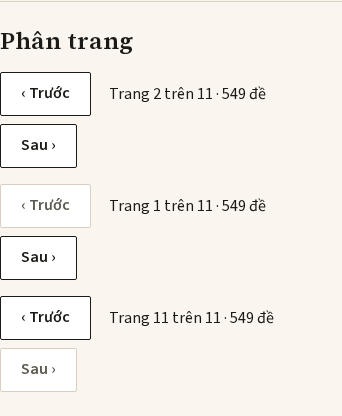 Phân trang
‹ Trước Trang 2 trên 11 · 549 đề
Sau ›
‹ Trước Trang 1 trên 11 · 549 đề
Sau ›
‹ Trước Trang 11 trên 11 · 549 đề
Sau ›